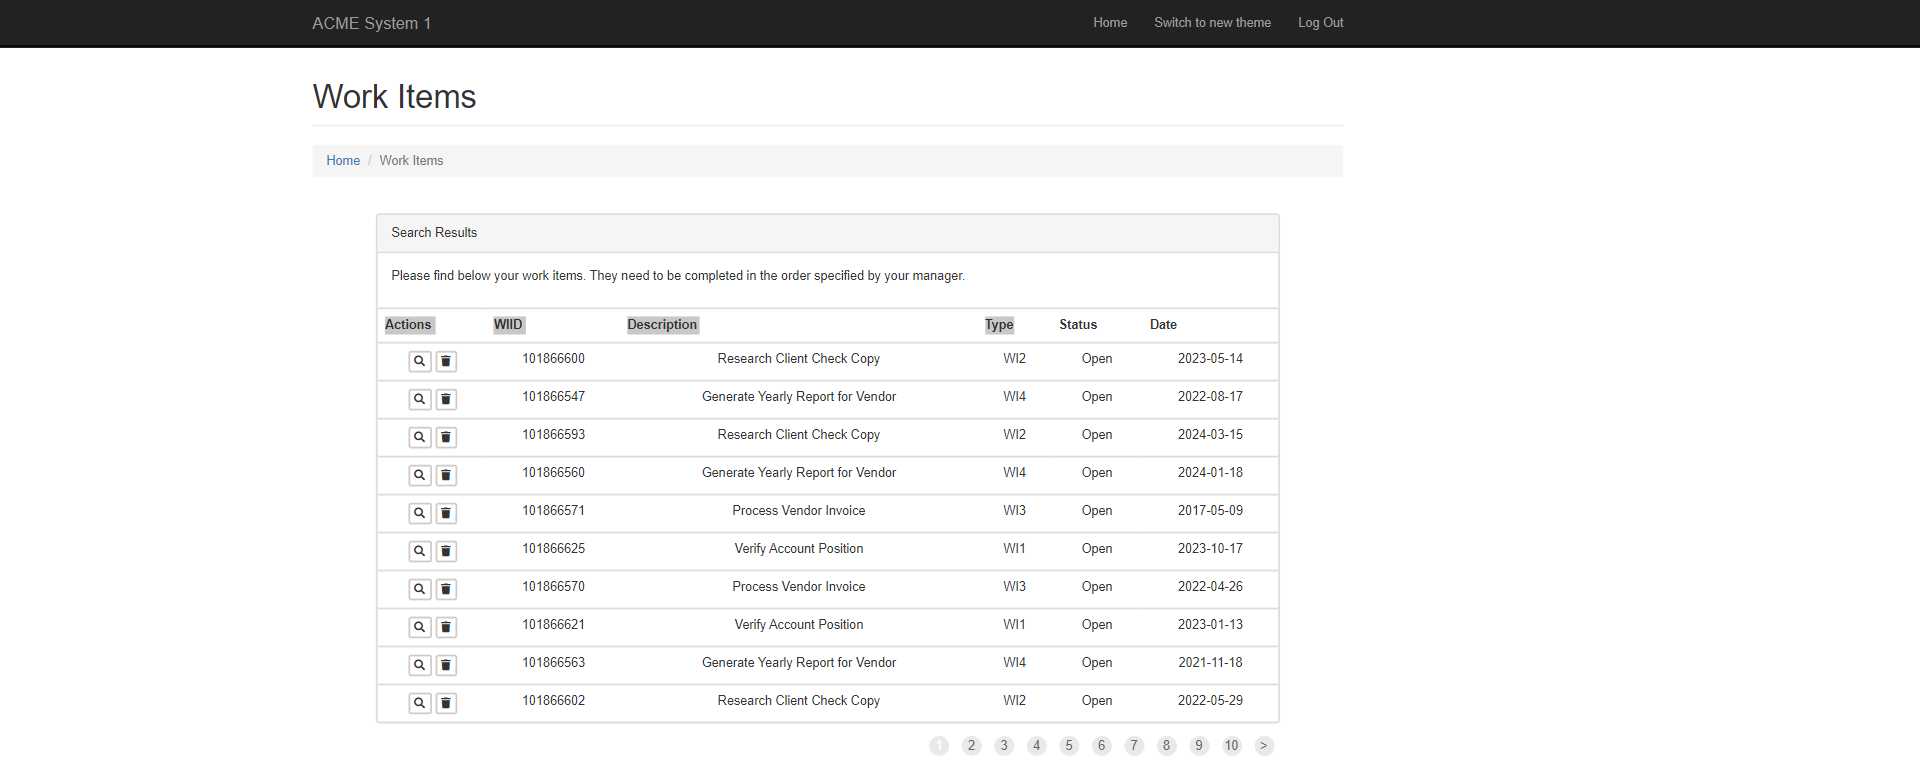 ACME System 1 Home Switch to new theme Log Out
Work Items
Home / Work Items
Search Results
Please find below your work items. They need to be completed in the order specified by your manager.
Actions WIID Description Type Status Date
101866600 Research Client Check Copy WI2 Open 2023-05-14
101866547 Generate Yearly Report for Vendor WI4 Open 2022-08-17
101866593 Research Client Check Copy WI2 Open 2024-03-15
101866560 Generate Yearly Report for Vendor WI4 Open 2024-01-18
101866571 Process Vendor Invoice WI3 Open 2017-05-09
101866625 Verify Account Position WI1 Open 2023-10-17
101866570 Process Vendor Invoice WI3 Open 2022-04-26
101866621 Verify Account Position WI1 Open 2023-01-13
101866563 Generate Yearly Report for Vendor WI4 Open 2021-11-18
101866602 Research Client Check Copy WI2 Open 2022-05-29
1 2 3 4 5 6 7 8 9 10 >